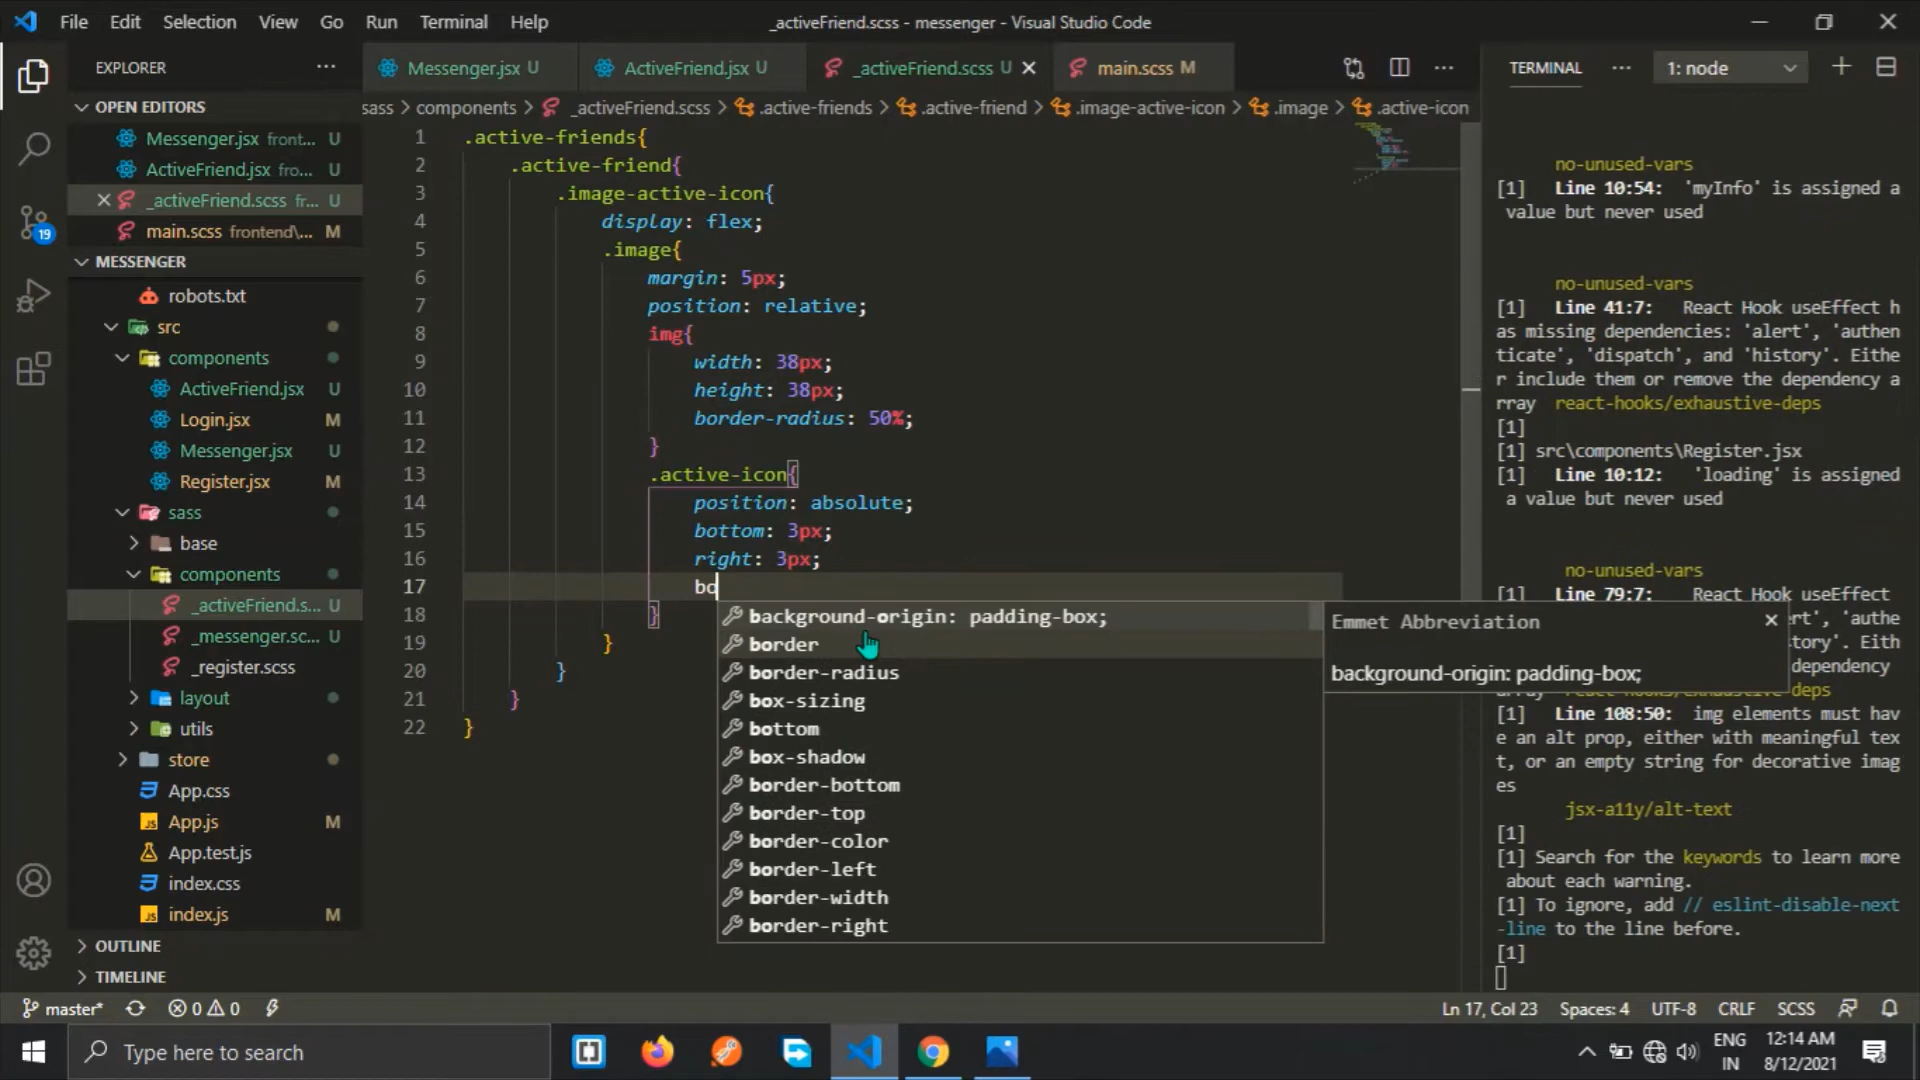 File Edit Selection View Go Run Terminal Help _activeFriend.scss - messenger - Visual Studio Code
EXPLORER ...
OPEN EDITORS
Messenger.jsx front... U
ActiveFriend.jsx fro... U
_activeFriend.scss fr... U
main.scss frontend\... M
MESSENGER
robots.txt
src
components
ActiveFriend.jsx U
Login.jsx M
Messenger.jsx U
Register.jsx M
sass
base
components
_activeFriend.s... U
_messenger.sc... U
_register.scss
layout
utils
store
App.css
App.js M
App.test.js
index.css
index.js M
OUTLINE
TIMELINE
19
Messenger.jsx U ActiveFriend.jsx U _activeFriend.scss U main.scss M ...
sass > components > _activeFriend.scss > .active-friends > .active-friend > .image-active-icon > .image > .active-icon
1 .active-friends{
2 .active-friend{
3 .image-active-icon{
4 display: flex;
5 .image{
6 margin: 5px;
7 position: relative;
8 img{
9 width: 38px;
10 height: 38px;
11 border-radius: 50%;
12 }
13 .active-icon{
14 position: absolute;
15 bottom: 3px;
16 right: 3px;
17 bo
18 }
19 }
20 }
21 }
22 }
background-origin: padding-box;
border
border-radius
box-sizing
bottom
box-shadow
border-bottom
border-top
border-color
border-left
border-width
border-right
Emmet Abbreviation
background-origin: padding-box;
TERMINAL ... 1: node
no-unused-vars
[1] Line 10:54: 'myInfo' is assigned a
value but never used
no-unused-vars
[1] Line 41:7: React Hook useEffect h
as missing dependencies: 'alert', 'authen
ticate', 'dispatch', and 'history'. Eithe
r include them or remove the dependency a
rray react-hooks/exhaustive-deps
[1]
[1] src\components\Register.jsx
[1] Line 10:12: 'loading' is assigned
a value but never used
no-unused-vars
[1] Line 79:7: React Hook useEffect
ert', 'authe
tory'. Eithe
dependency
array react-hooks/exhaustive-deps
[1] Line 108:50: img elements must hav
e an alt prop, either with meaningful tex
t, or an empty string for decorative imag
es
jsx-a11y/alt-text
[1]
[1] Search for the keywords to learn more
about each warning.
[1] To ignore, add // eslint-disable-next
-line to the line before.
[1]
master* 0 0 Ln 17, Col 23 Spaces: 4 UTF-8 CRLF SCSS
Type here to search
ENG
IN
12:14 AM
8/12/2021